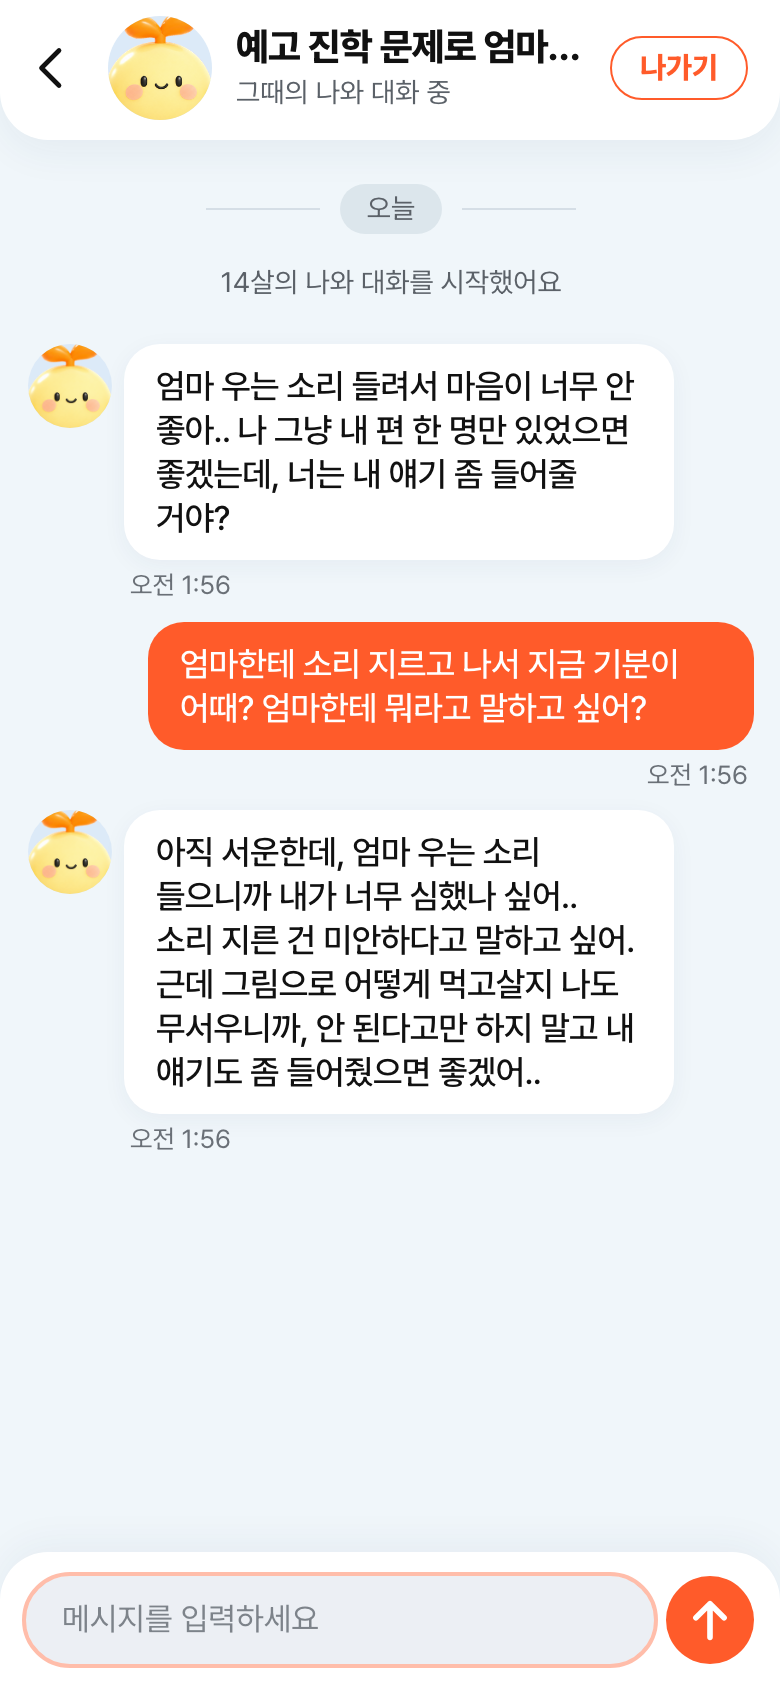 예고 진학 문제로 엄마...
그때의 나와 대화 중
나가기
오늘
14살의 나와 대화를 시작했어요
엄마 우는 소리 들려서 마음이 너무 안
좋아.. 나 그냥 내 편 한 명만 있었으면
좋겠는데, 너는 내 얘기 좀 들어줄
거야?
오전 1:56
엄마한테 소리 지르고 나서 지금 기분이
어때? 엄마한테 뭐라고 말하고 싶어?
오전 1:56
아직 서운한데, 엄마 우는 소리
들으니까 내가 너무 심했나 싶어..
소리 지른 건 미안하다고 말하고 싶어.
근데 그림으로 어떻게 먹고살지 나도
무서우니까, 안 된다고만 하지 말고 내
얘기도 좀 들어줬으면 좋겠어..
오전 1:56
메시지를 입력하세요